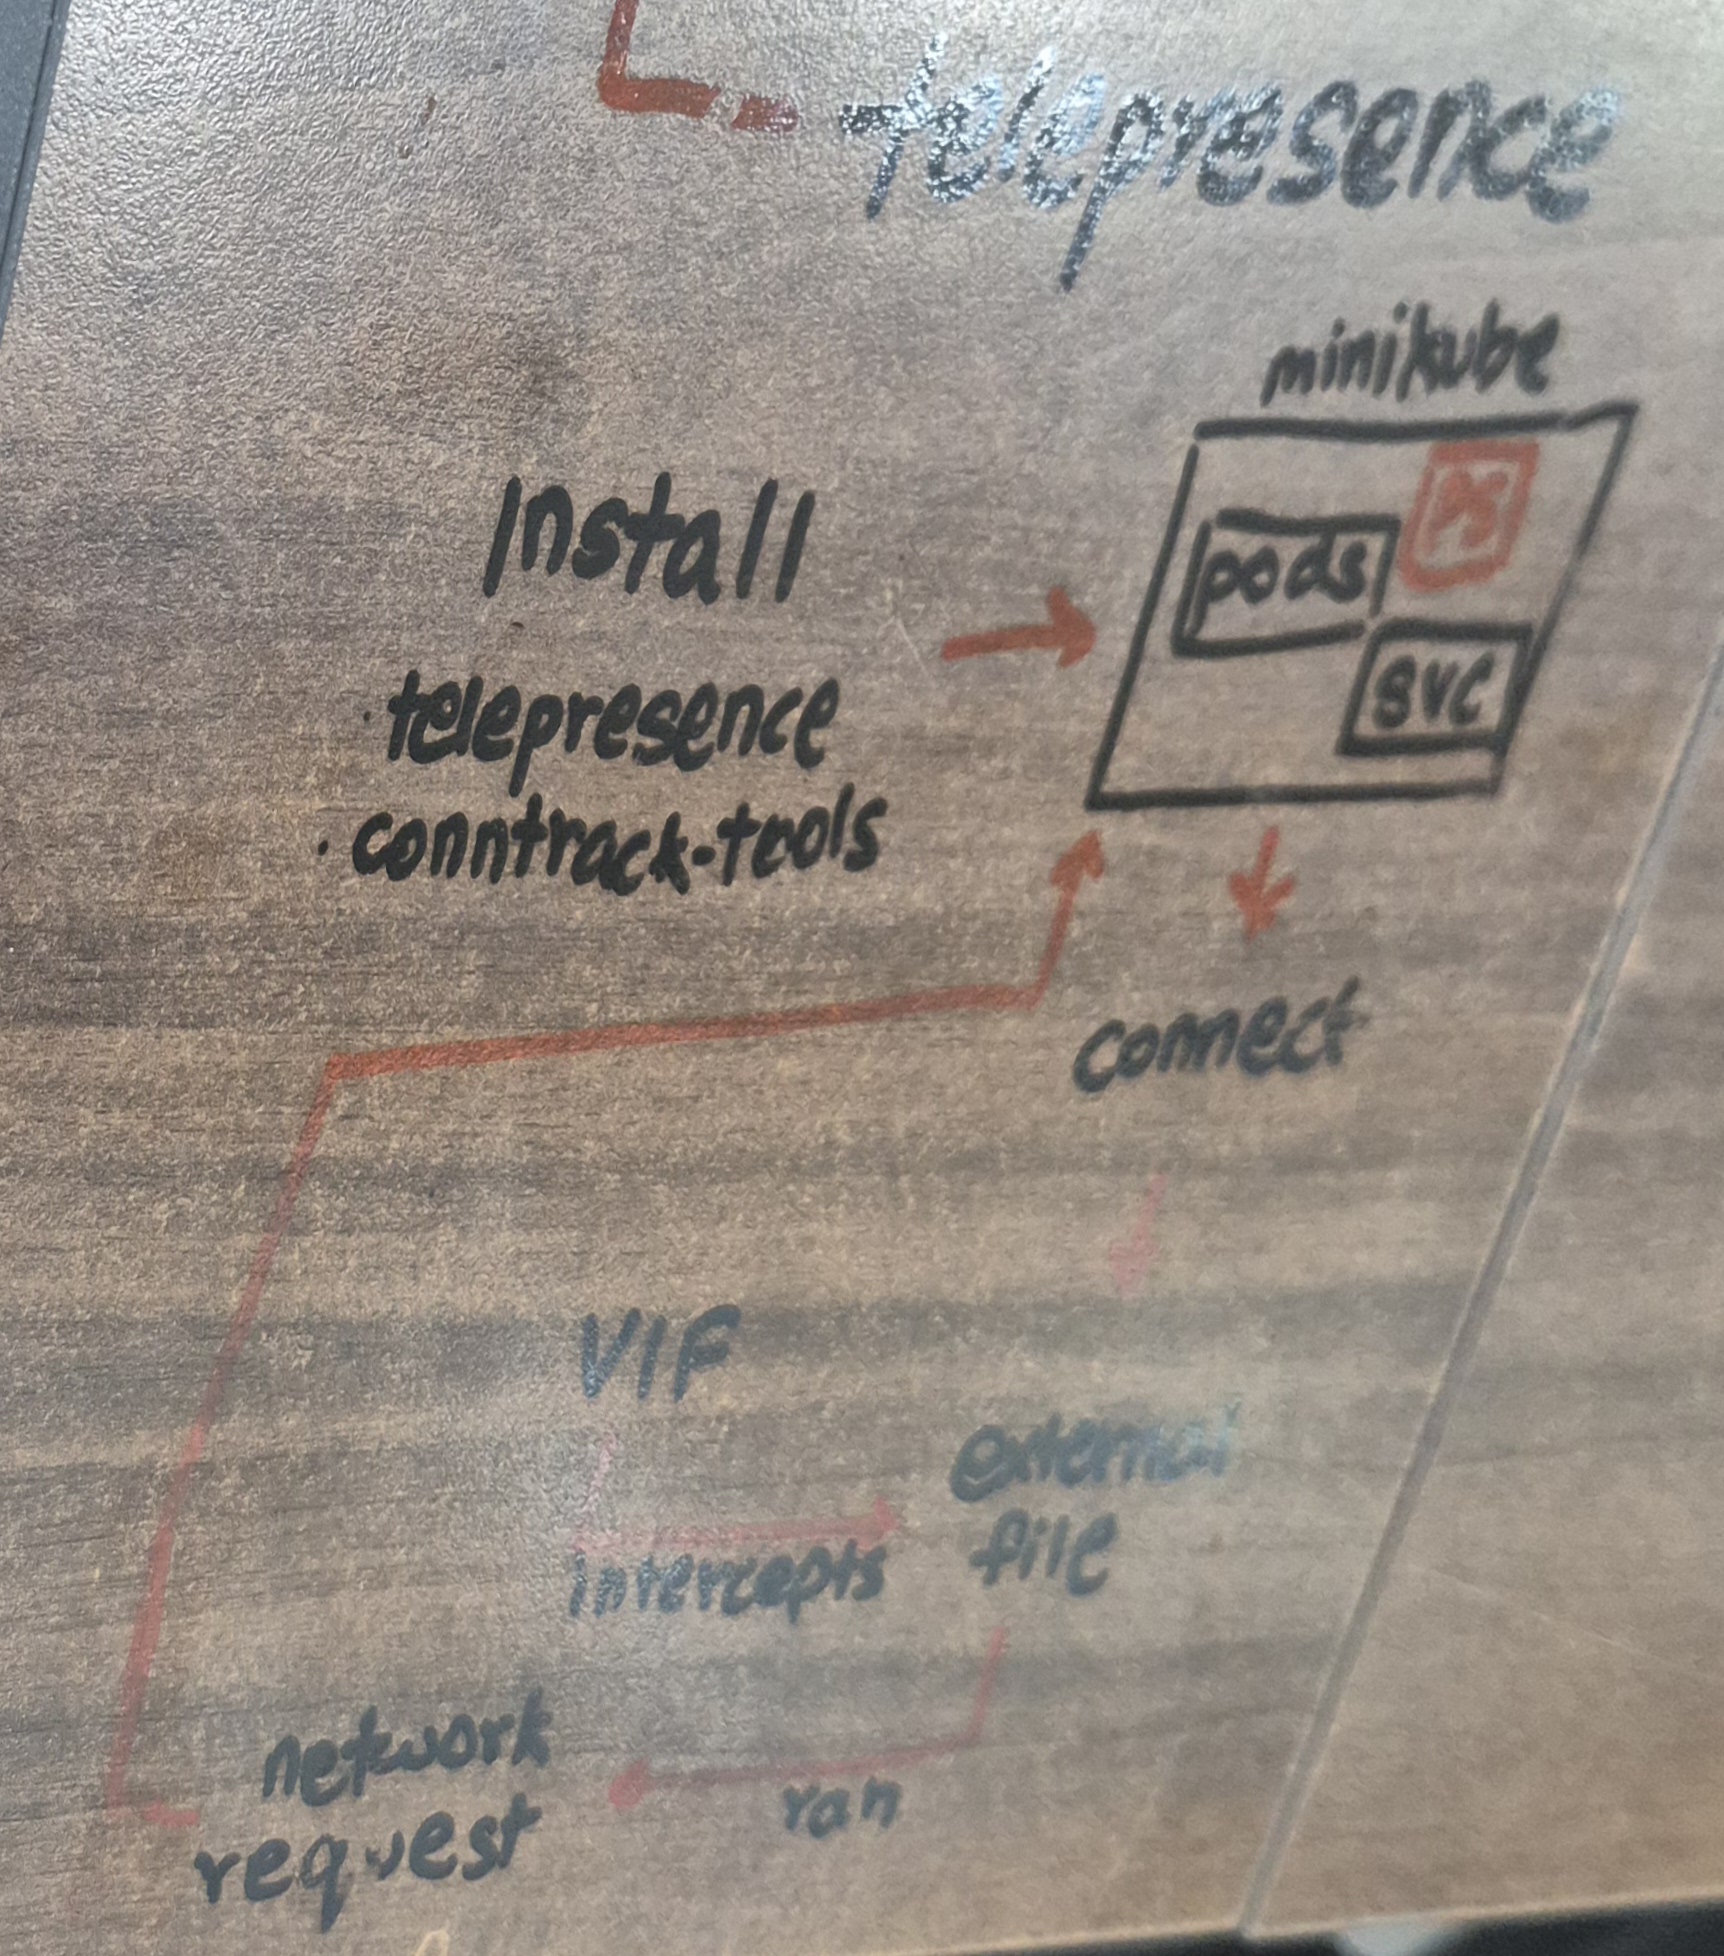 telepresence
minikube
Install
pods
svc
· telepresence
· conntrack-tools
connect
VIF
external
file
intercepts
ran
network
request